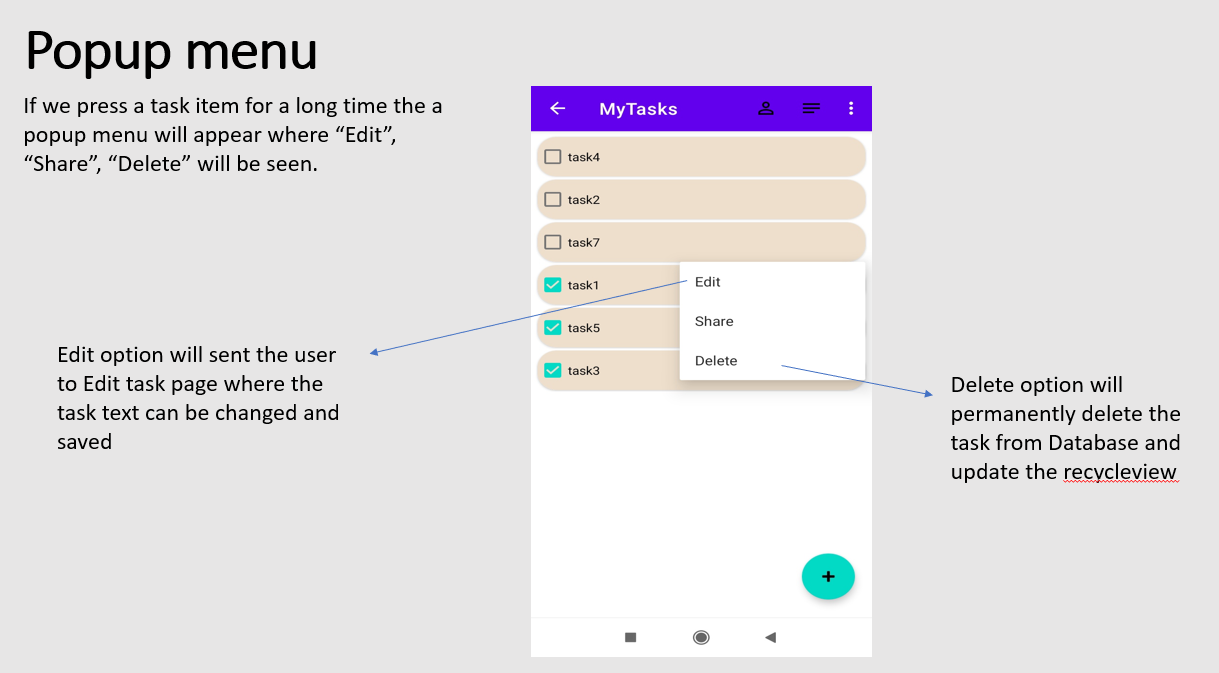 Popup menu
If we press a task item for a long time the a
popup menu will appear where “Edit”,
“Share”, “Delete” will be seen.
MyTasks
task4
task2
task7
task1
task5
task3
Edit
Share
Delete
Edit option will sent the user
to Edit task page where the
task text can be changed and
saved
Delete option will
permanently delete the
task from Database and
update the recycleview